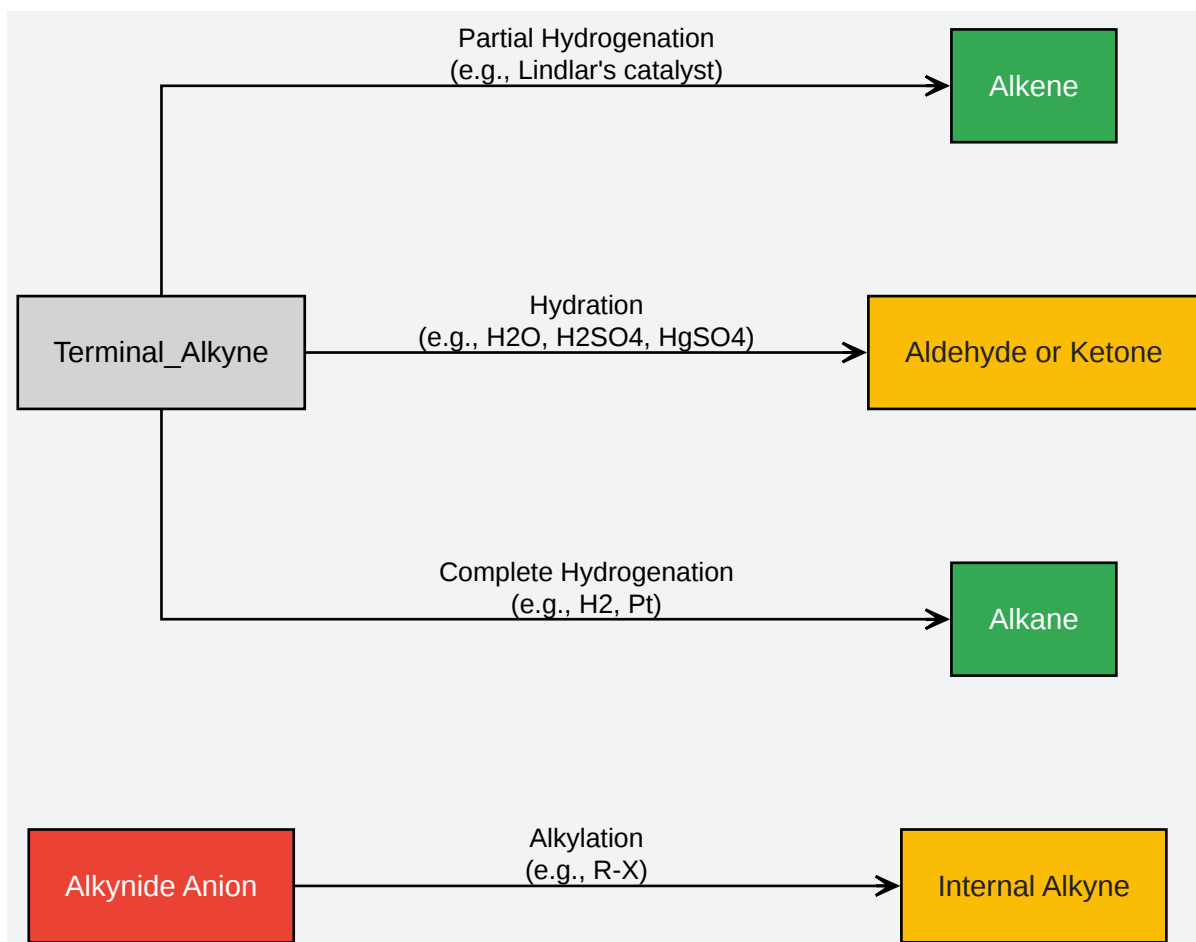 Partial Hydrogenation
(e.g., Lindlar's catalyst)
Alkene
Terminal_Alkyne
Hydration
(e.g., H2O, H2SO4, HgSO4)
Aldehyde or Ketone
Complete Hydrogenation
(e.g., H2, Pt)
Alkane
Alkynide Anion
Alkylation
(e.g., R-X)
Internal Alkyne